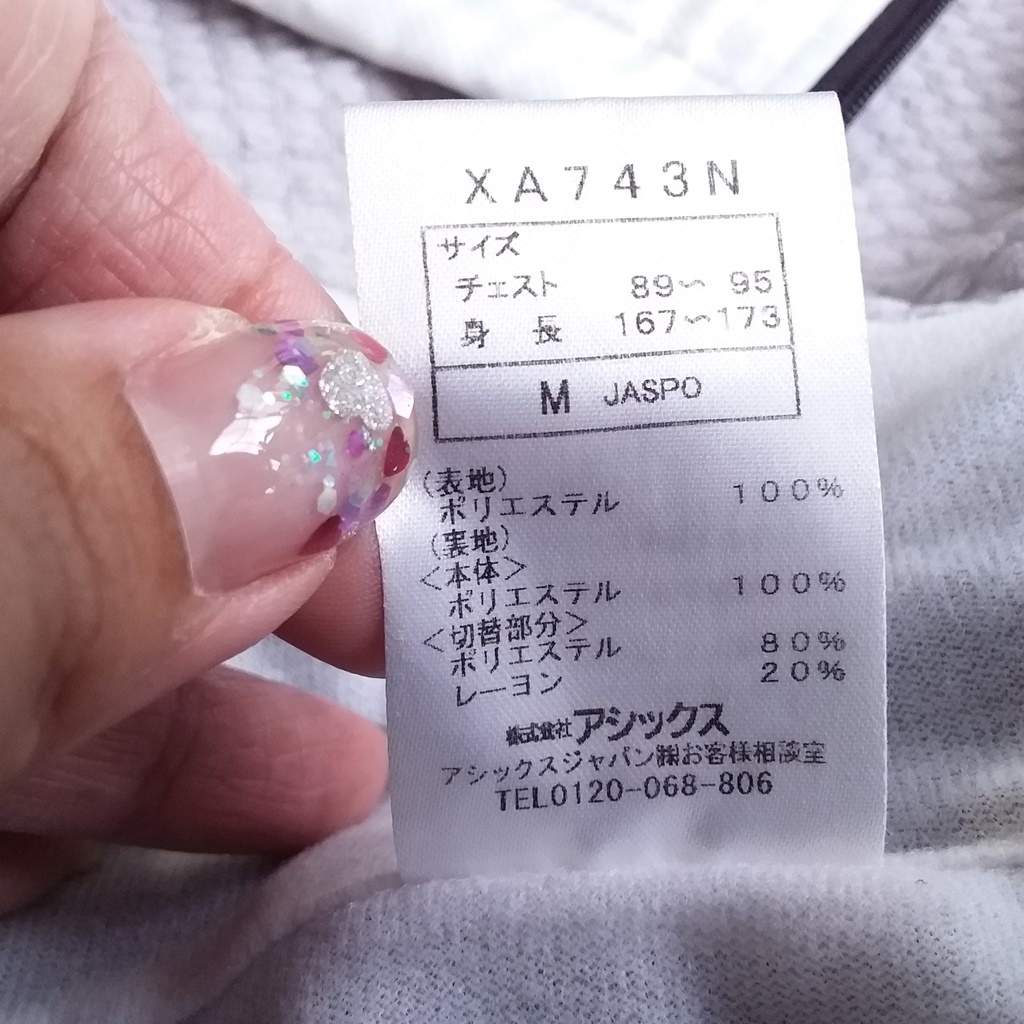 XA743N
サイズ
チェスト 89〜 95
身 長 167〜173
M JASPO
(表地)
ポリエステル 100%
(裏地)
<本体>
ポリエステル 100%
<切替部分>
ポリエステル 80%
レーヨン 20%
株式会社アシックス
アシックスジャパン㈱お客様相談室
TEL0120-068-806